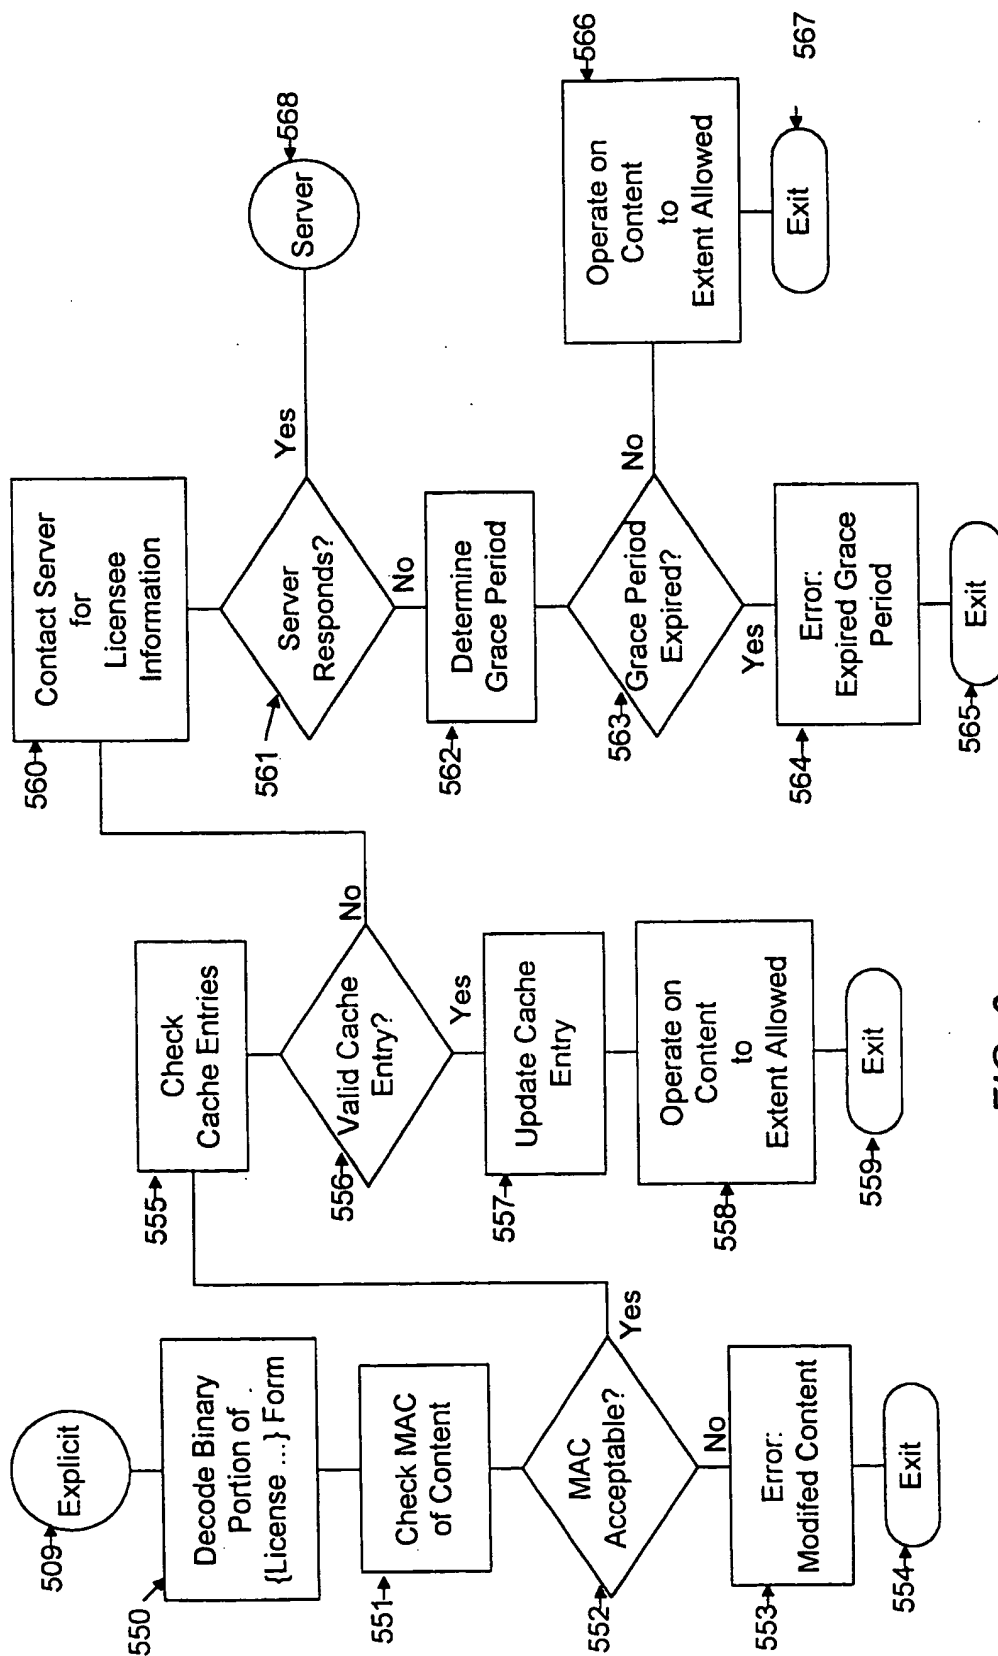 509
Explicit
550
Decode Binary
Portion of
{License ...} Form
551
Check MAC
of Content
552
MAC
Acceptable?
Yes
No
553
Error:
Modifed Content
554
Exit
555
Check
Cache Entries
556
Valid Cache
Entry?
No
Yes
557
Update Cache
Entry
558
Operate on
Content
to
Extent Allowed
559
Exit
560
Contact Server
for
Licensee
Information
561
Server
Responds?
Yes
568
Server
No
562
Determine
Grace Period
563
Grace Period
Expired?
No
Yes
564
Error:
Expired Grace
Period
565
Exit
566
Operate on
Content
to
Extent Allowed
567
Exit